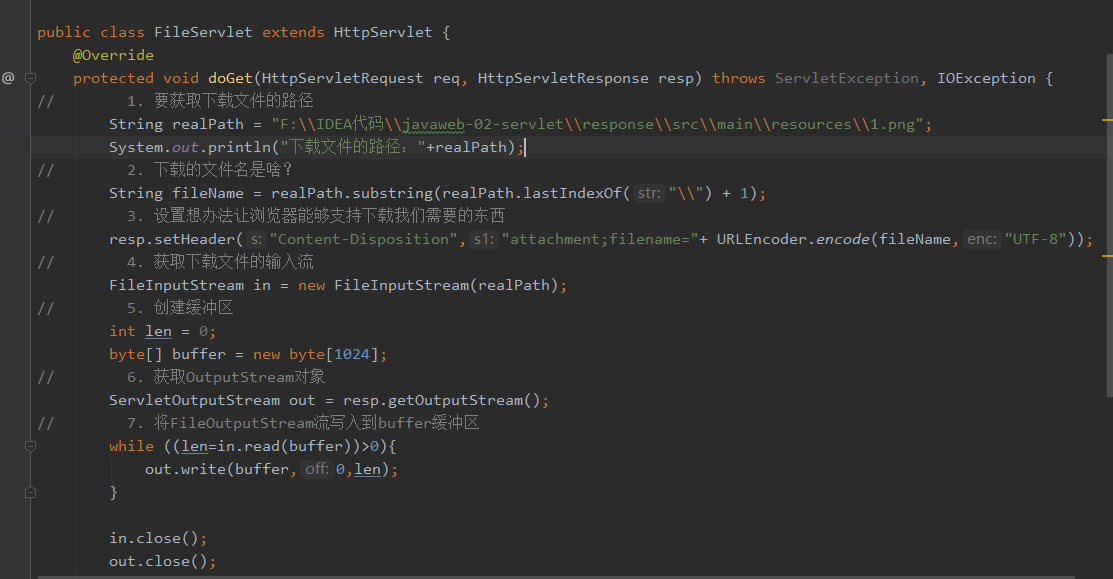 public class FileServlet extends HttpServlet {
@Override
@ protected void doGet(HttpServletRequest req, HttpServletResponse resp) throws ServletException, IOException {
// 1. 要获取下载文件的路径
String realPath = "F:\\IDEA代码\\javaweb-02-servlet\\response\\src\\main\\resources\\1.png";
System.out.println("下载文件的路径："+realPath);
// 2. 下载的文件名是啥？
String fileName = realPath.substring(realPath.lastIndexOf( str: "\\") + 1);
// 3. 设置想办法让浏览器能够支持下载我们需要的东西
resp.setHeader( s: "Content-Disposition", s1: "attachment;filename="+ URLEncoder.encode(fileName, enc: "UTF-8"));
// 4. 获取下载文件的输入流
FileInputStream in = new FileInputStream(realPath);
// 5. 创建缓冲区
int len = 0;
byte[] buffer = new byte[1024];
// 6. 获取OutputStream对象
ServletOutputStream out = resp.getOutputStream();
// 7. 将FileOutputStream流写入到buffer缓冲区
while ((len=in.read(buffer))>0){
out.write(buffer, off: 0,len);
}
in.close();
out.close();